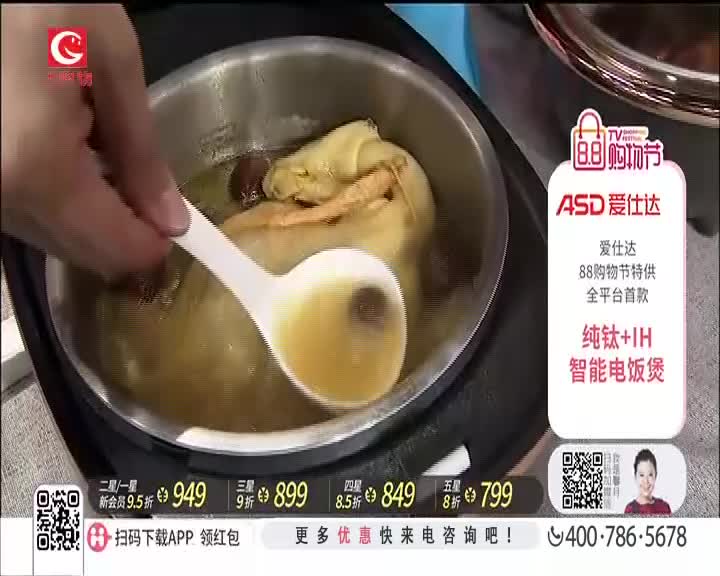 8.8
TV
SHOPPING
FESTIVAL
购物节
ASD 爱仕达
爱仕达
88购物节特供
全平台首款
纯钛+IH
智能电饭煲
二星/一星
新会员9.5折 949
三星
9折 899
四星
8.5折 849
五星
8折 799
扫码下载APP 领红包
更多优惠快来电咨询吧！
400-786-5678